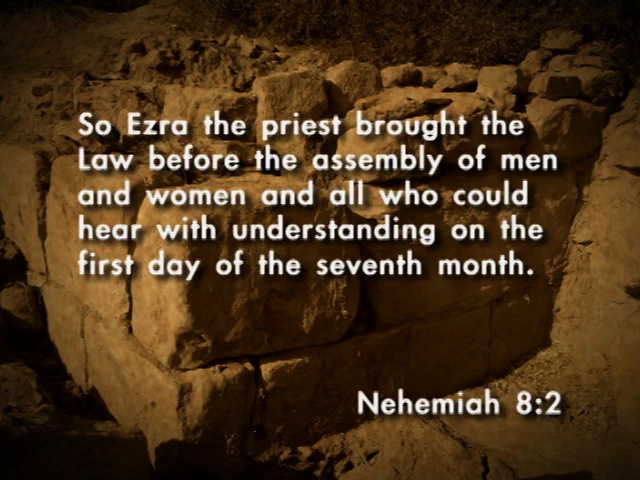 So Ezra the priest brought the
Law before the assembly of men
and women and all who could
hear with understanding on the
first day of the seventh month.
Nehemiah 8:2